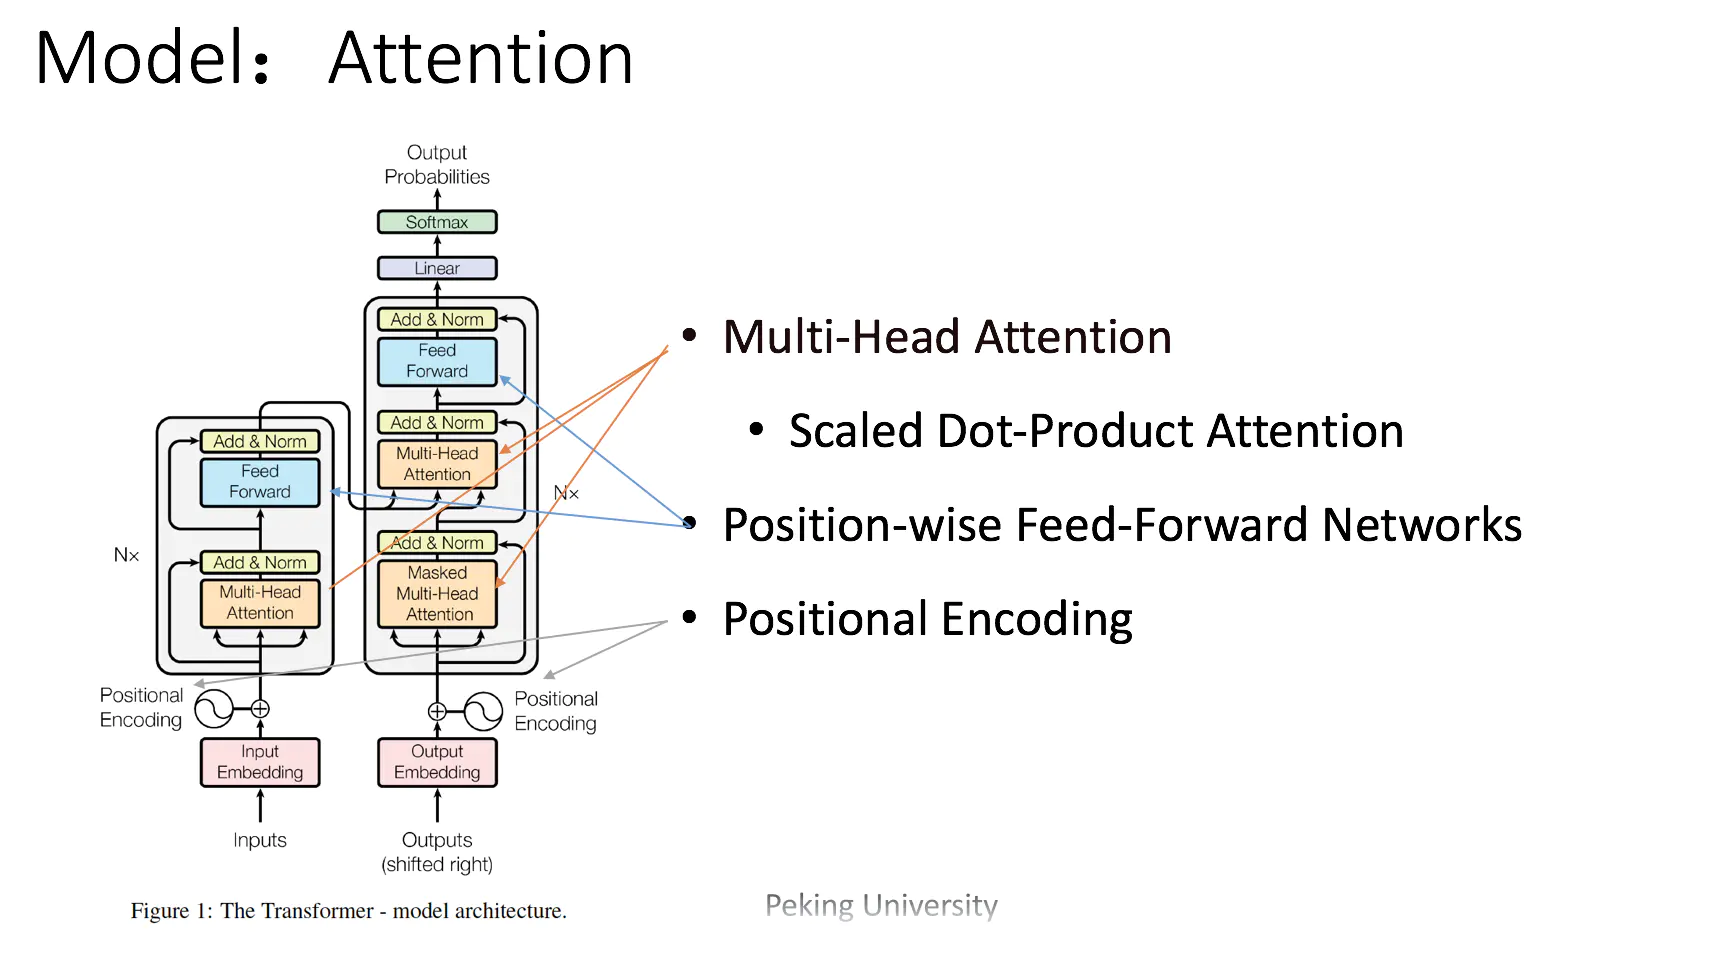 Model： Attention
Output
Probabilities
Softmax
Linear
Add & Norm
Feed
Forward
Add & Norm
Multi-Head
Attention
Nx
Add & Norm
Masked
Multi-Head
Attention
Add & Norm
Feed
Forward
Nx
Add & Norm
Multi-Head
Attention
Positional
Encoding
Positional
Encoding
Input
Embedding
Output
Embedding
Inputs
Outputs
(shifted right)
Figure 1: The Transformer - model architecture.
• Multi-Head Attention
• Scaled Dot-Product Attention
• Position-wise Feed-Forward Networks
• Positional Encoding
Peking University